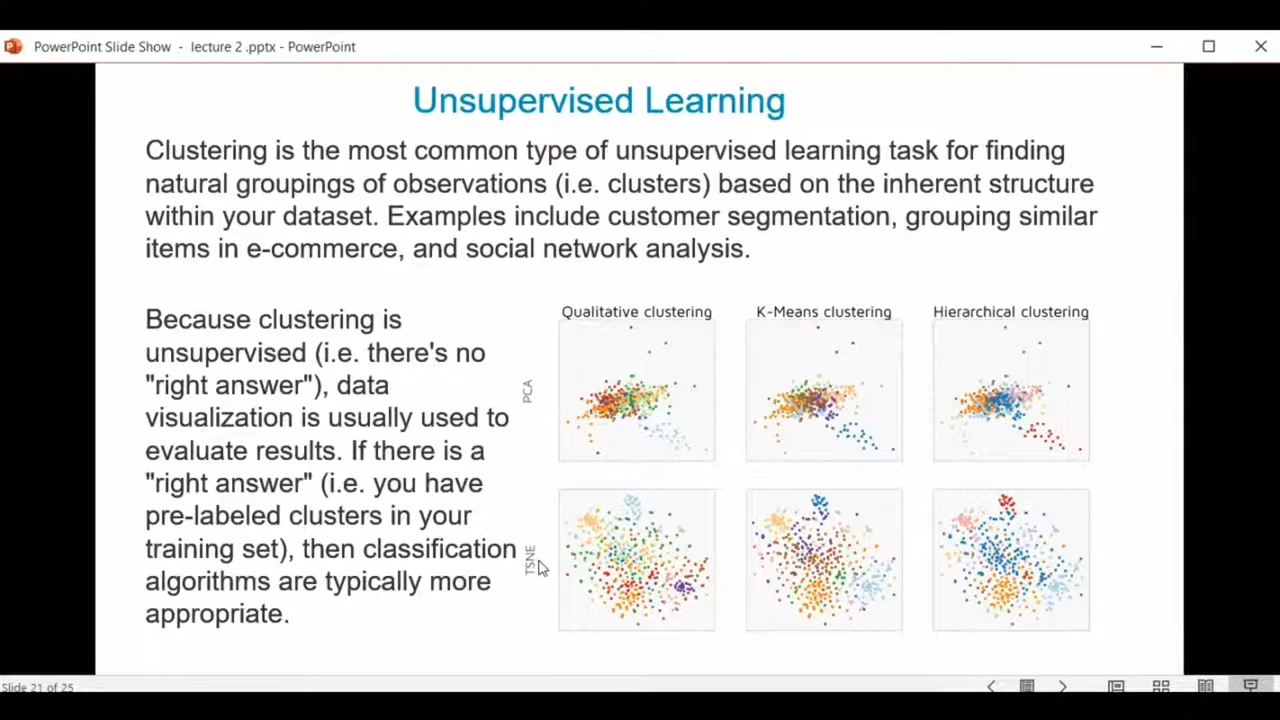 PowerPoint Slide Show - lecture 2 .pptx - PowerPoint
Unsupervised Learning
Clustering is the most common type of unsupervised learning task for finding
natural groupings of observations (i.e. clusters) based on the inherent structure
within your dataset. Examples include customer segmentation, grouping similar
items in e-commerce, and social network analysis.
Because clustering is
unsupervised (i.e. there's no
"right answer"), data
visualization is usually used to
evaluate results. If there is a
"right answer" (i.e. you have
pre-labeled clusters in your
training set), then classification
algorithms are typically more
appropriate.
Qualitative clustering
K-Means clustering
Hierarchical clustering
PCA
TSNE
Slide 21 of 25